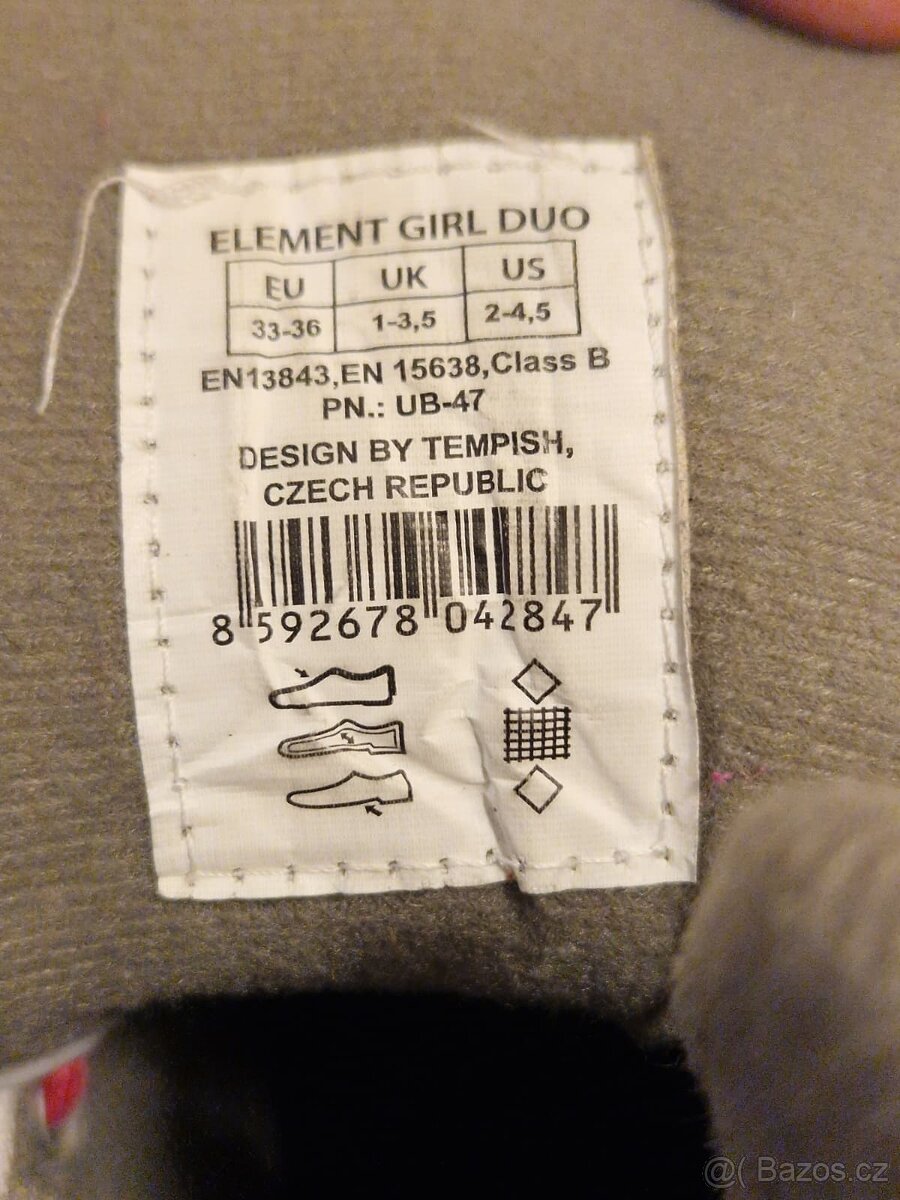 ELEMENT GIRL DUO
EU UK US
33-36 1-3,5 2-4,5
EN13843,EN 15638,Class B
PN.: UB-47
DESIGN BY TEMPISH,
CZECH REPUBLIC
8 592678 042847
@( Bazos.cz